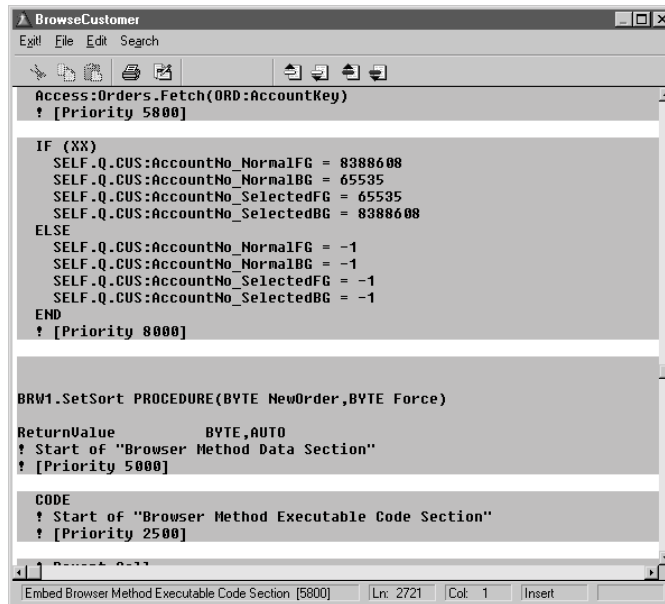 BrowseCustomer
Exit! File Edit Search
Access:Orders.Fetch(ORD:AccountKey)
! [Priority 5800]
IF (XX)
SELF.Q.CUS:AccountNo_NormalFG = 8388608
SELF.Q.CUS:AccountNo_NormalBG = 65535
SELF.Q.CUS:AccountNo_SelectedFG = 65535
SELF.Q.CUS:AccountNo_SelectedBG = 8388608
ELSE
SELF.Q.CUS:AccountNo_NormalFG = -1
SELF.Q.CUS:AccountNo_NormalBG = -1
SELF.Q.CUS:AccountNo_SelectedFG = -1
SELF.Q.CUS:AccountNo_SelectedBG = -1
END
! [Priority 8000]
BRW1.SetSort PROCEDURE(BYTE NewOrder,BYTE Force)
ReturnValue BYTE,AUTO
! Start of "Browser Method Data Section"
! [Priority 5000]
CODE
! Start of "Browser Method Executable Code Section"
! [Priority 2500]
Embed Browser Method Executable Code Section [5800] Ln: 2721 Col: 1 Insert